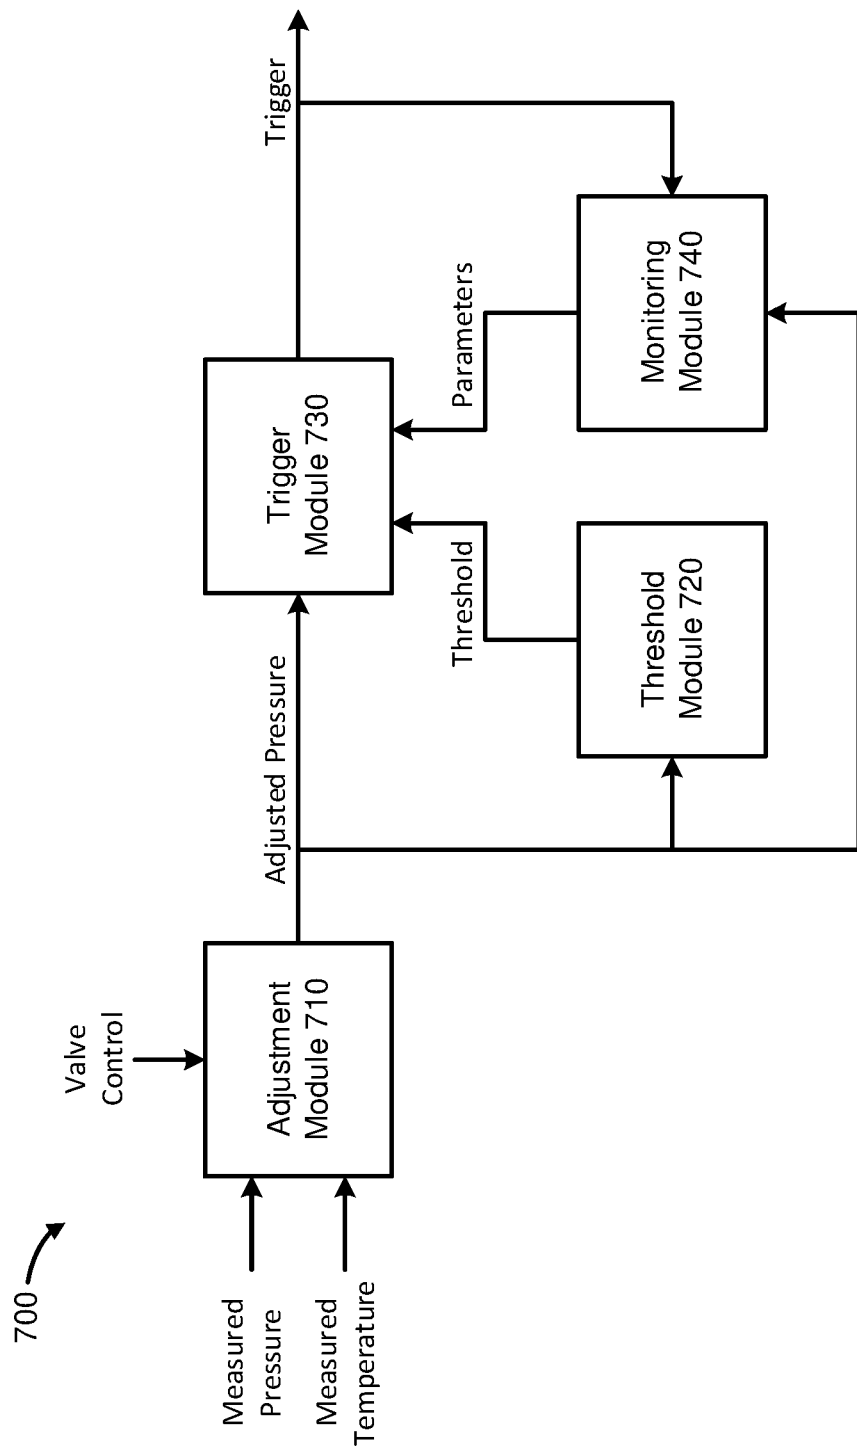 700
Valve
Control
Measured
Pressure
Measured
Temperature
Adjustment
Module 710
Adjusted Pressure
Trigger
Module 730
Trigger
Threshold
Parameters
Threshold
Module 720
Monitoring
Module 740